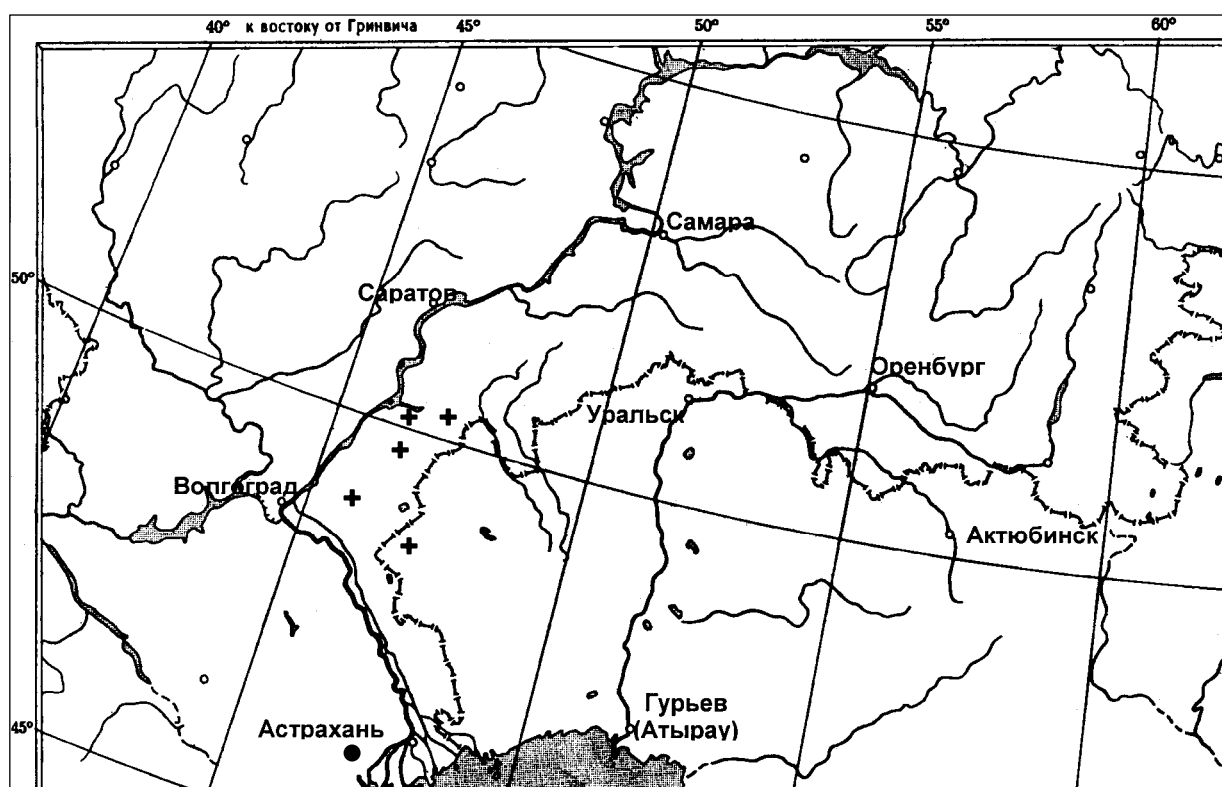 40° к востоку от Гринвича 45° 50° 55° 60°
Самара
50°
Саратов
Оренбург
Уральск
Волгоград
Актюбинск
Гурьев
(Атырау)
45°
Астрахань